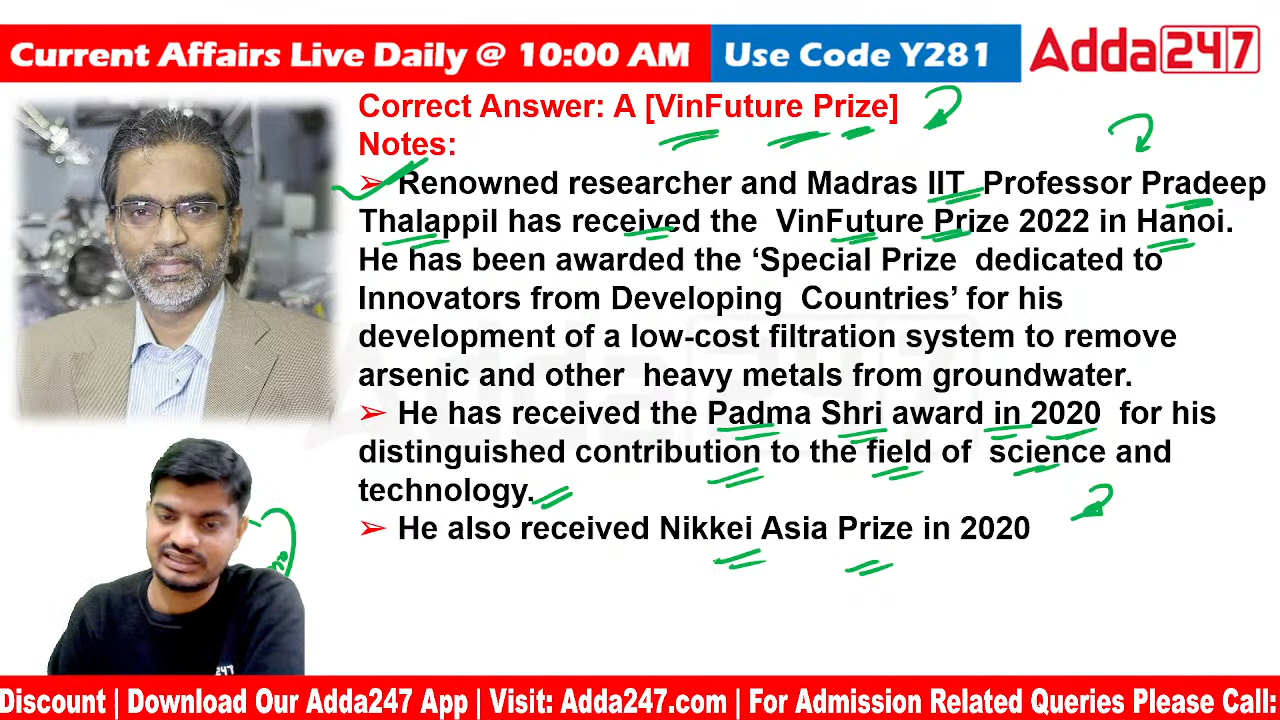 Current Affairs Live Daily @ 10:00 AM
Use Code Y281
Adda247
Correct Answer: A [VinFuture Prize]
Notes:
➢ Renowned researcher and Madras IIT Professor Pradeep
Thalappil has received the VinFuture Prize 2022 in Hanoi.
He has been awarded the ‘Special Prize dedicated to
Innovators from Developing Countries’ for his
development of a low-cost filtration system to remove
arsenic and other heavy metals from groundwater.
➢ He has received the Padma Shri award in 2020 for his
distinguished contribution to the field of science and
technology.
➢ He also received Nikkei Asia Prize in 2020
Adda247
247
Discount | Download Our Adda247 App | Visit: Adda247.com | For Admission Related Queries Please Call: